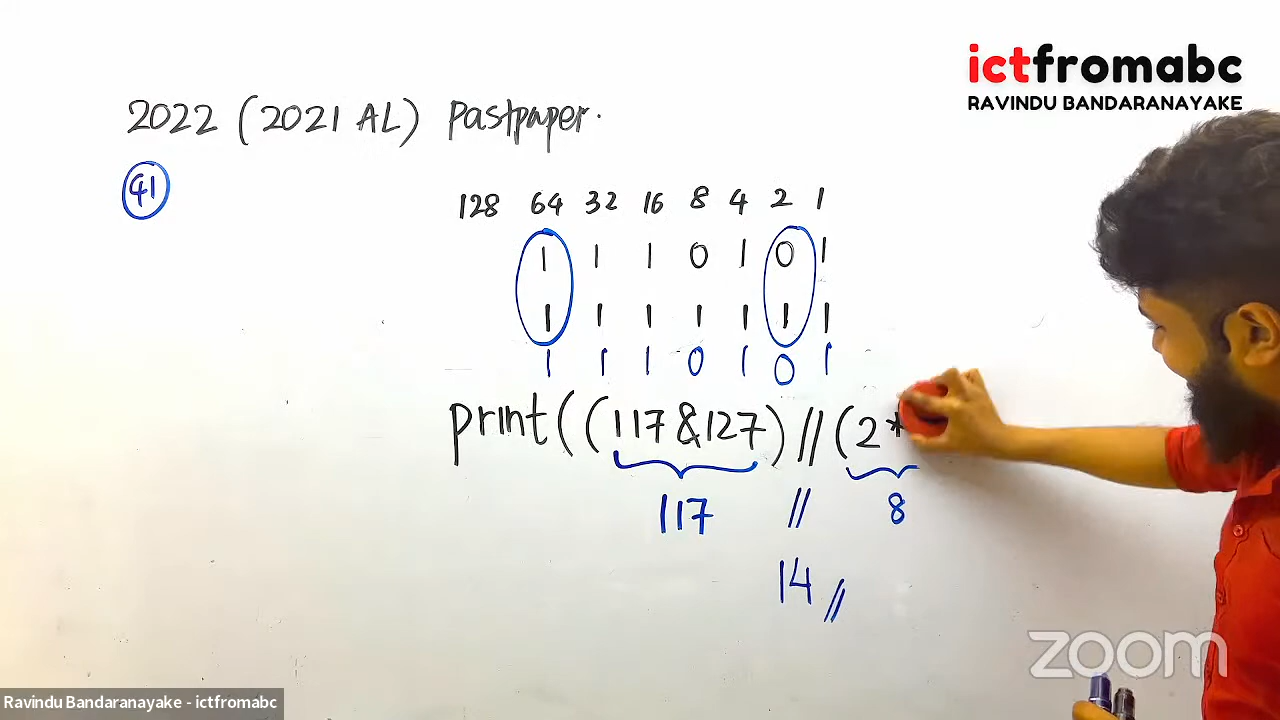 ictfromabc
RAVINDU BANDARANAYAKE
2022 (2021 AL) Pastpaper.
41
128 64 32 16 8 4 2 1
1 1 1 0 1 0 1
1 1 1 1 1 1 1
1 1 1 0 1 0 1
print((117&127)//(2*
117 // 8
14//
zoom
Ravindu Bandaranayake - ictfromabc